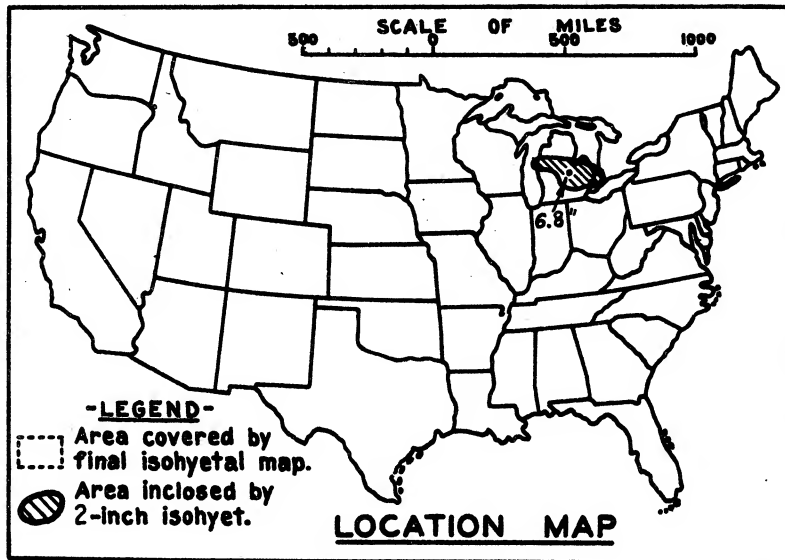 SCALE OF MILES
500 0 500 1000
6.8"
-LEGEND-
Area covered by
final isohyetal map.
Area inclosed by
2-inch isohyet.
LOCATION MAP